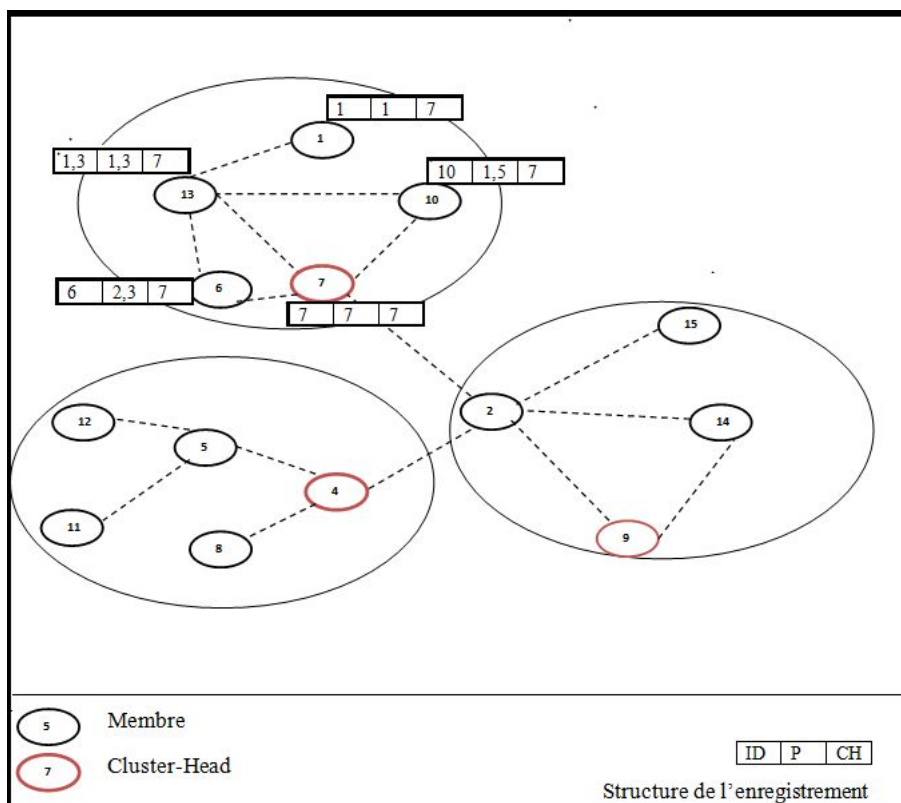 1 1 7
1
1,3 1,3 7
13
10 1,5 7
10
6 2,3 7
6
7
7 7 7
15
2
14
12
5
4
11
8
9
5 Membre
7 Cluster-Head
ID P CH
Structure de l'enregistrement